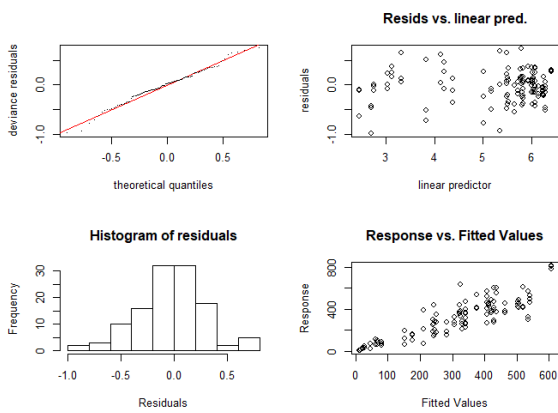 deviance residuals
-1.0
0.0
-0.5
0.0
0.5
theoretical quantiles
Resids vs. linear pred.
residuals
-1.0
0.0
3
4
5
6
linear predictor
Histogram of residuals
Frequency
0
10
30
-1.0
-0.5
0.0
0.5
Residuals
Response vs. Fitted Values
Response
0
400
800
0
100
200
300
400
500
600
Fitted Values